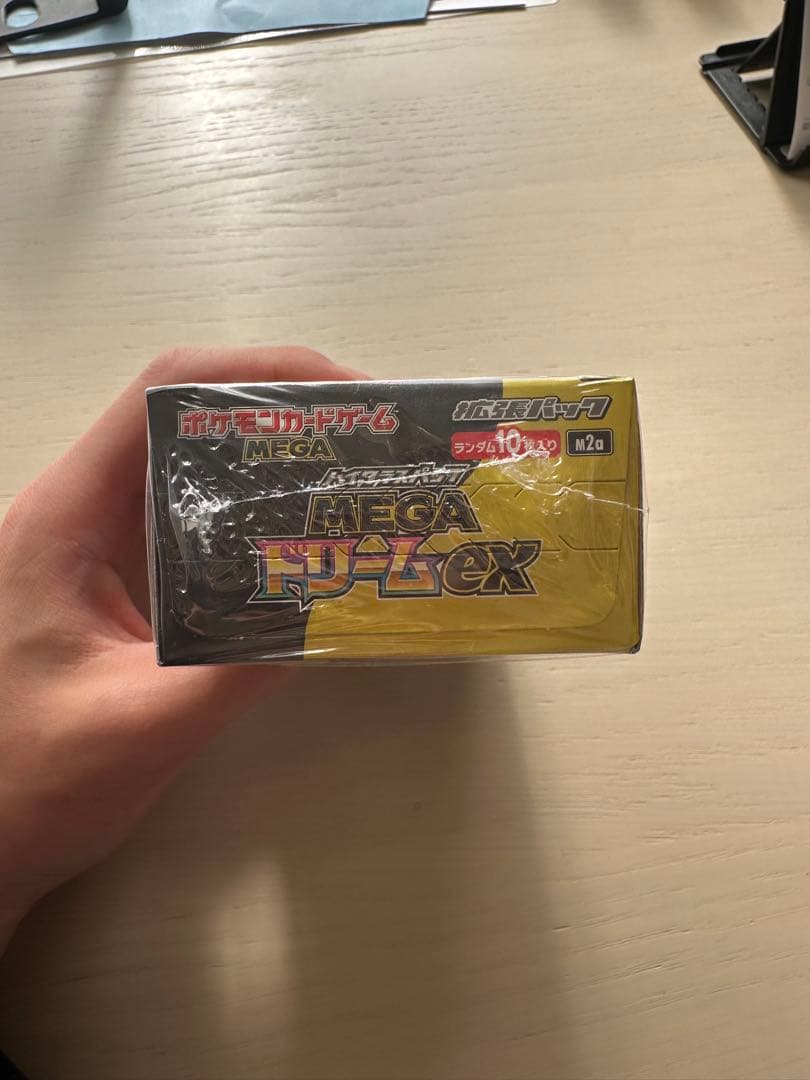 ポケモンカードゲーム
MEGA
拡張パック
ランダム10枚入り
M2a
ハイクラスパック
MEGA
ドリームex